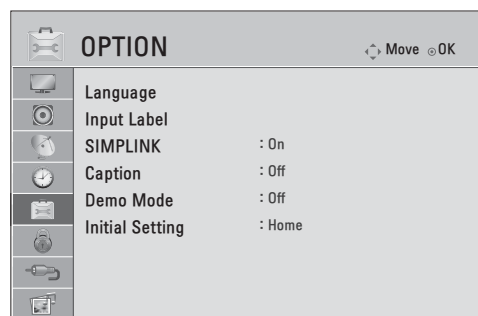 OPTION
Move OK
Language
Input Label
SIMPLINK : On
Caption : Off
Demo Mode : Off
Initial Setting : Home